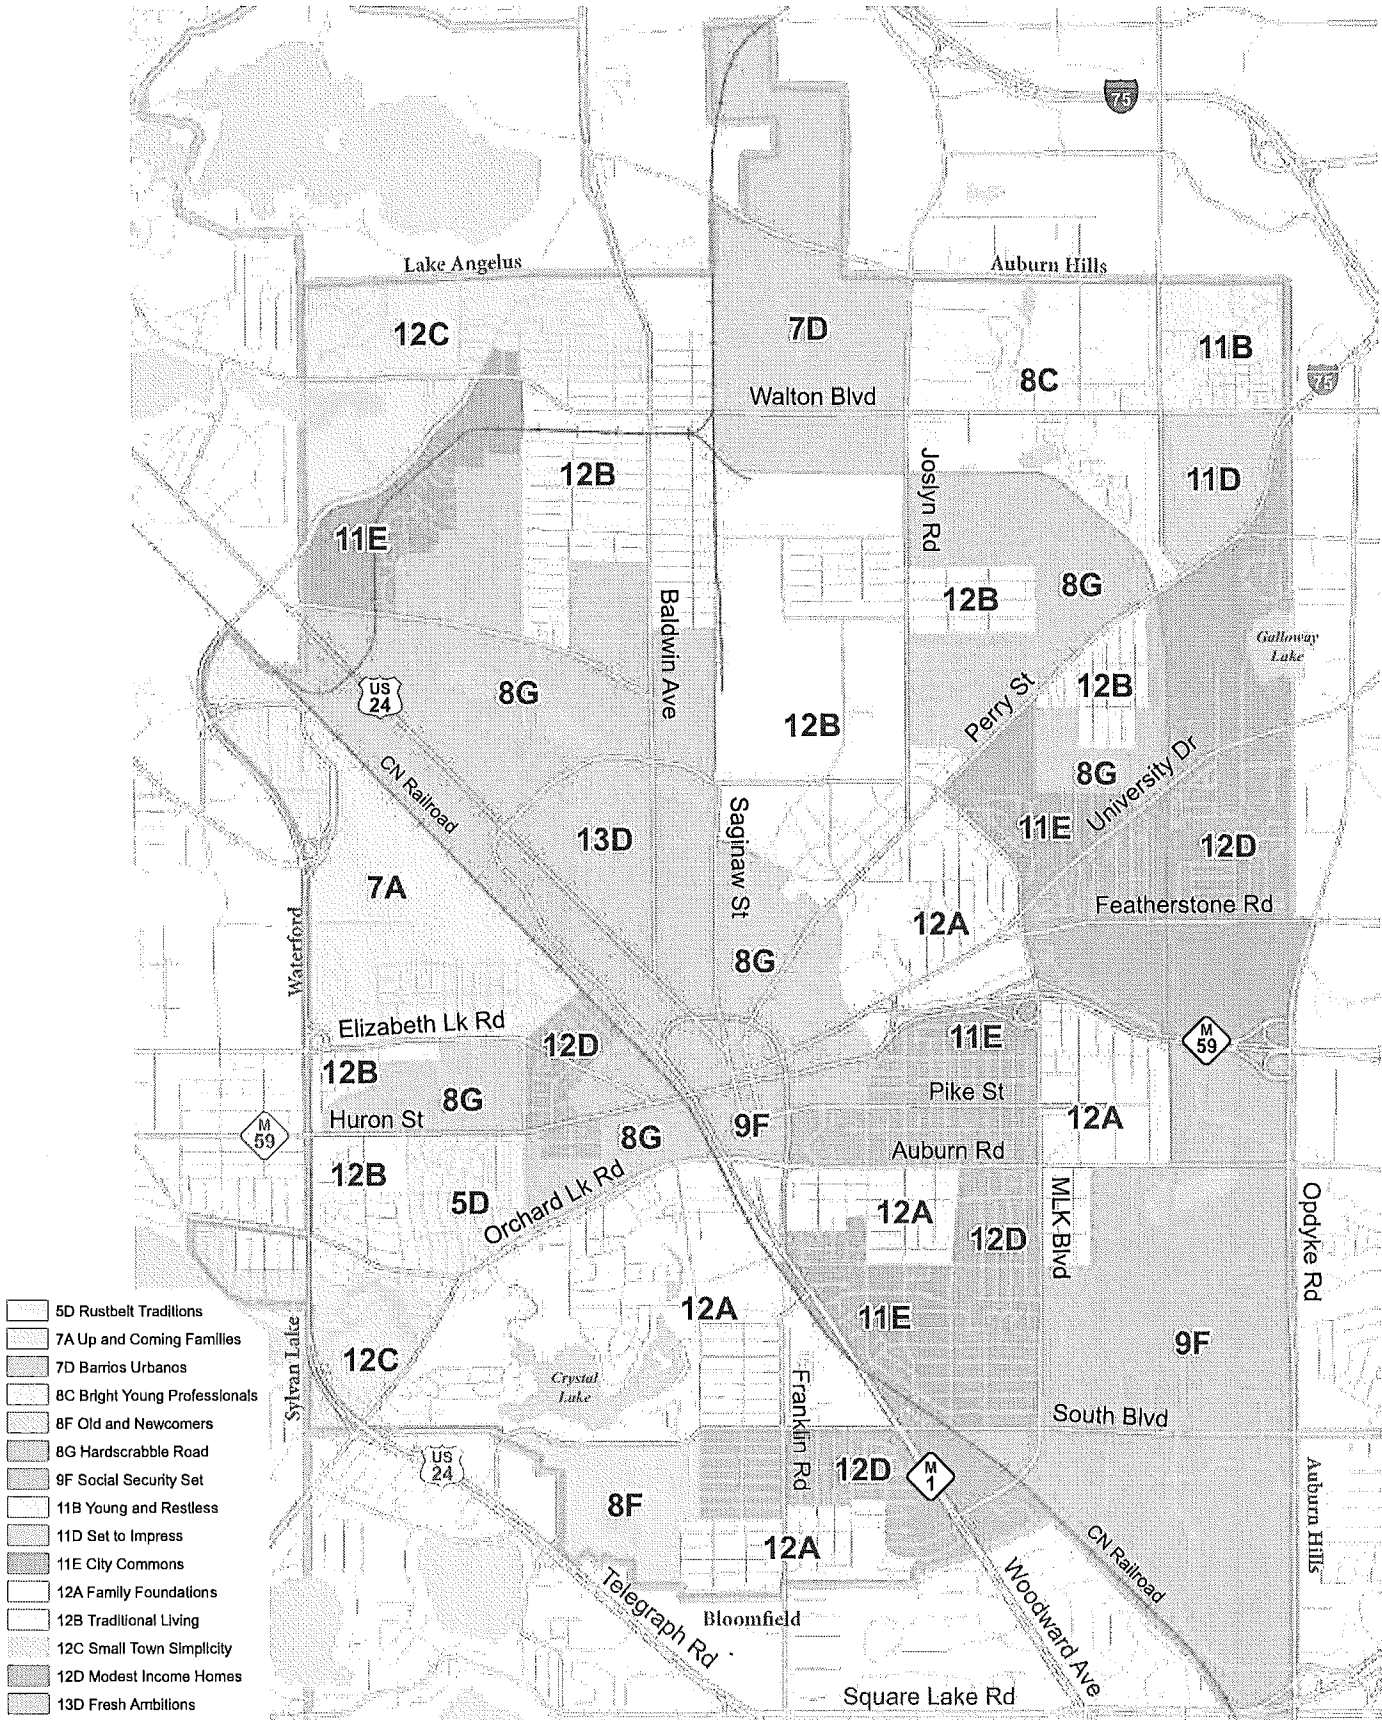 75
Lake Angelus
Auburn Hills
12C
7D
11B
8C
75
Walton Blvd
12B
Joslyn Rd
11D
11E
8G
12B
Baldwin Ave
Galloway
Lake
US
24
8G
12B
Perry St
12B
CN Railroad
8G
University Dr
Saginaw St
13D
11E
12D
7A
Featherstone Rd
12A
Waterford
8G
Elizabeth Lk Rd
12D
11E
M
59
12B
8G
Pike St
Huron St
M
59
8G
9F
12A
Auburn Rd
12B
5D
Orchard Lk Rd
12A
MLK Blvd
12D
Opdyke Rd
12A
11E
9F
Sylvan Lake
12C
Crystal
Lake
Franklin Rd
South Blvd
US
24
12D
M
1
Auburn Hills
8F
12A
CN Railroad
Telegraph Rd
Bloomfield
Woodward Ave
Square Lake Rd
5D Rustbelt Traditions
7A Up and Coming Families
7D Barrios Urbanos
8C Bright Young Professionals
8F Old and Newcomers
8G Hardscrabble Road
9F Social Security Set
11B Young and Restless
11D Set to Impress
11E City Commons
12A Family Foundations
12B Traditional Living
12C Small Town Simplicity
12D Modest Income Homes
13D Fresh Ambitions